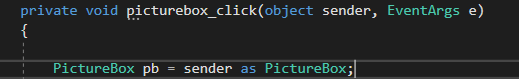 private void picturebox_click(object sender, EventArgs e)
{
PictureBox pb = sender as PictureBox;